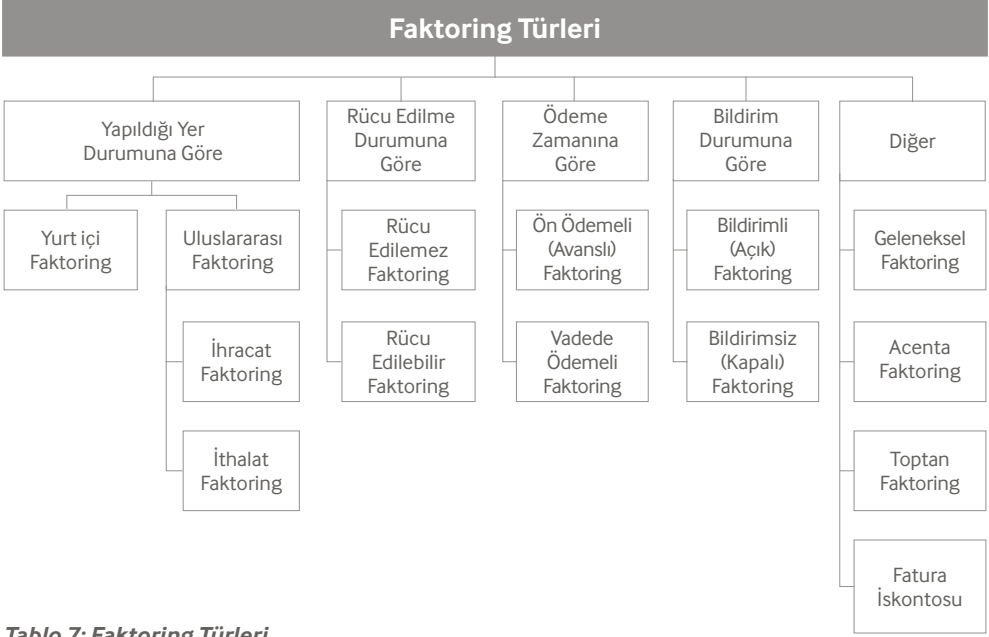 Faktoring Türleri
Yapıldığı Yer
Durumuna Göre
Rücu Edilme
Durumuna
Göre
Ödeme
Zamanına
Göre
Bildirim
Durumuna
Göre
Diğer
Yurt içi
Faktoring
Uluslararası
Faktoring
Rücu
Edilemez
Faktoring
Ön Ödemeli
(Avanslı)
Faktoring
Bildirimli
(Açık)
Faktoring
Geleneksel
Faktoring
İhracat
Faktoring
Rücu
Edilebilir
Faktoring
Vadede
Ödemeli
Faktoring
Bildirimsiz
(Kapalı)
Faktoring
Acenta
Faktoring
İthalat
Faktoring
Toptan
Faktoring
Fatura
İskontosu
Tablo 7: Faktoring Türleri